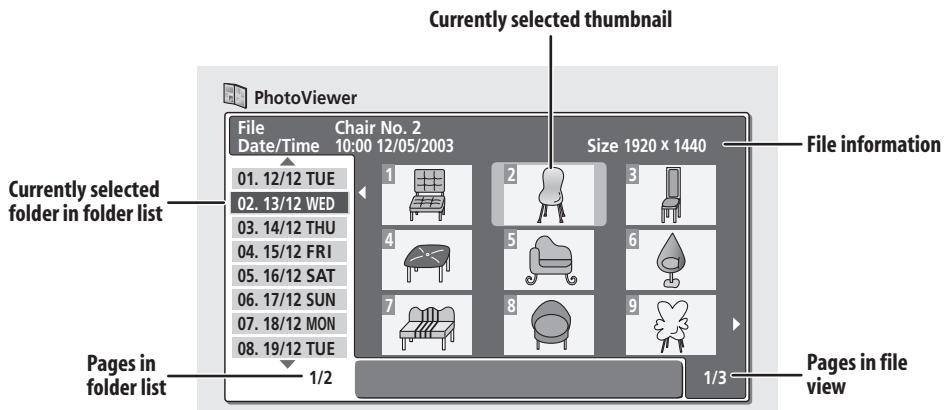 Currently selected thumbnail
PhotoViewer
File Chair No. 2
Date/Time 10:00 12/05/2003 Size 1920 x 1440
File information
Currently selected
folder in folder list
01. 12/12 TUE
02. 13/12 WED
03. 14/12 THU
04. 15/12 FRI
05. 16/12 SAT
06. 17/12 SUN
07. 18/12 MON
08. 19/12 TUE
1 2 3
4 5 6
7 8 9
Pages in
folder list
1/2
1/3
Pages in file
view